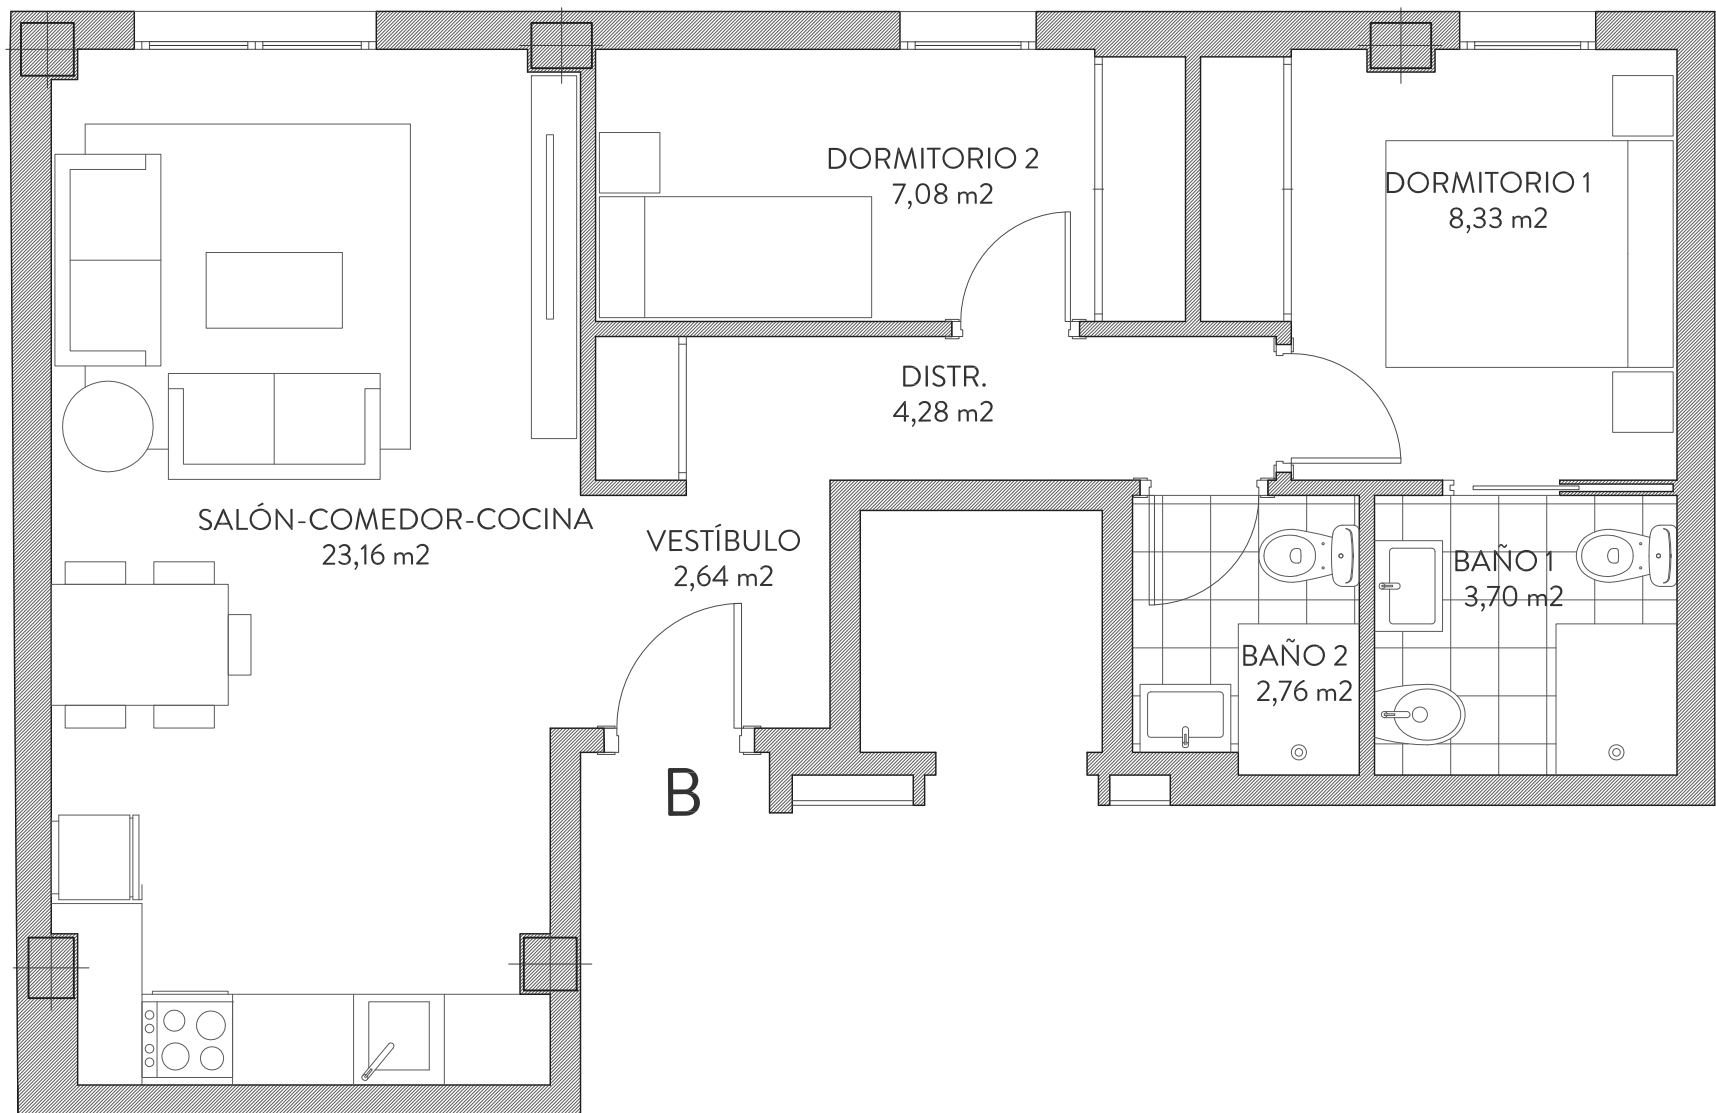 DORMITORIO 2
7,08 m2
DORMITORIO 1
8,33 m2
DISTR.
4,28 m2
SALÓN-COMEDOR-COCINA
23,16 m2
VESTÍBULO
2,64 m2
BAÑO 1
3,70 m2
BAÑO 2
2,76 m2
B